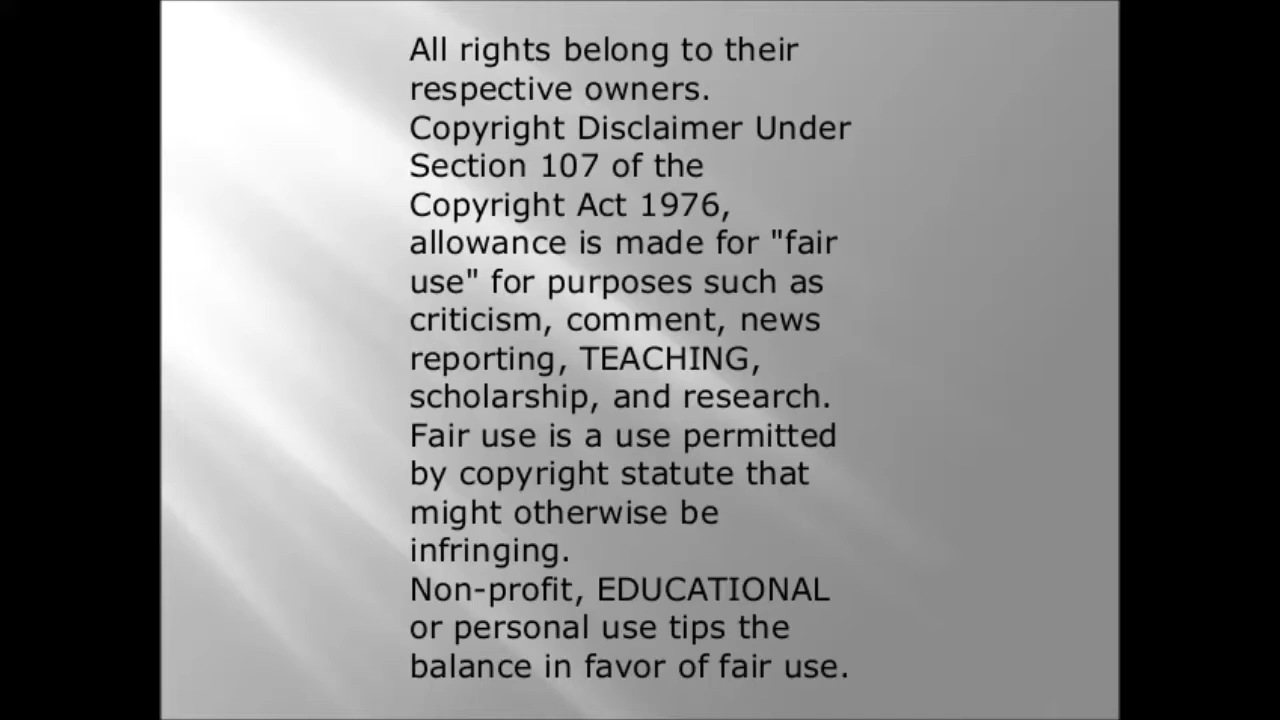 All rights belong to their
respective owners.
Copyright Disclaimer Under
Section 107 of the
Copyright Act 1976,
allowance is made for "fair
use" for purposes such as
criticism, comment, news
reporting, TEACHING,
scholarship, and research.
Fair use is a use permitted
by copyright statute that
might otherwise be
infringing.
Non-profit, EDUCATIONAL
or personal use tips the
balance in favor of fair use.